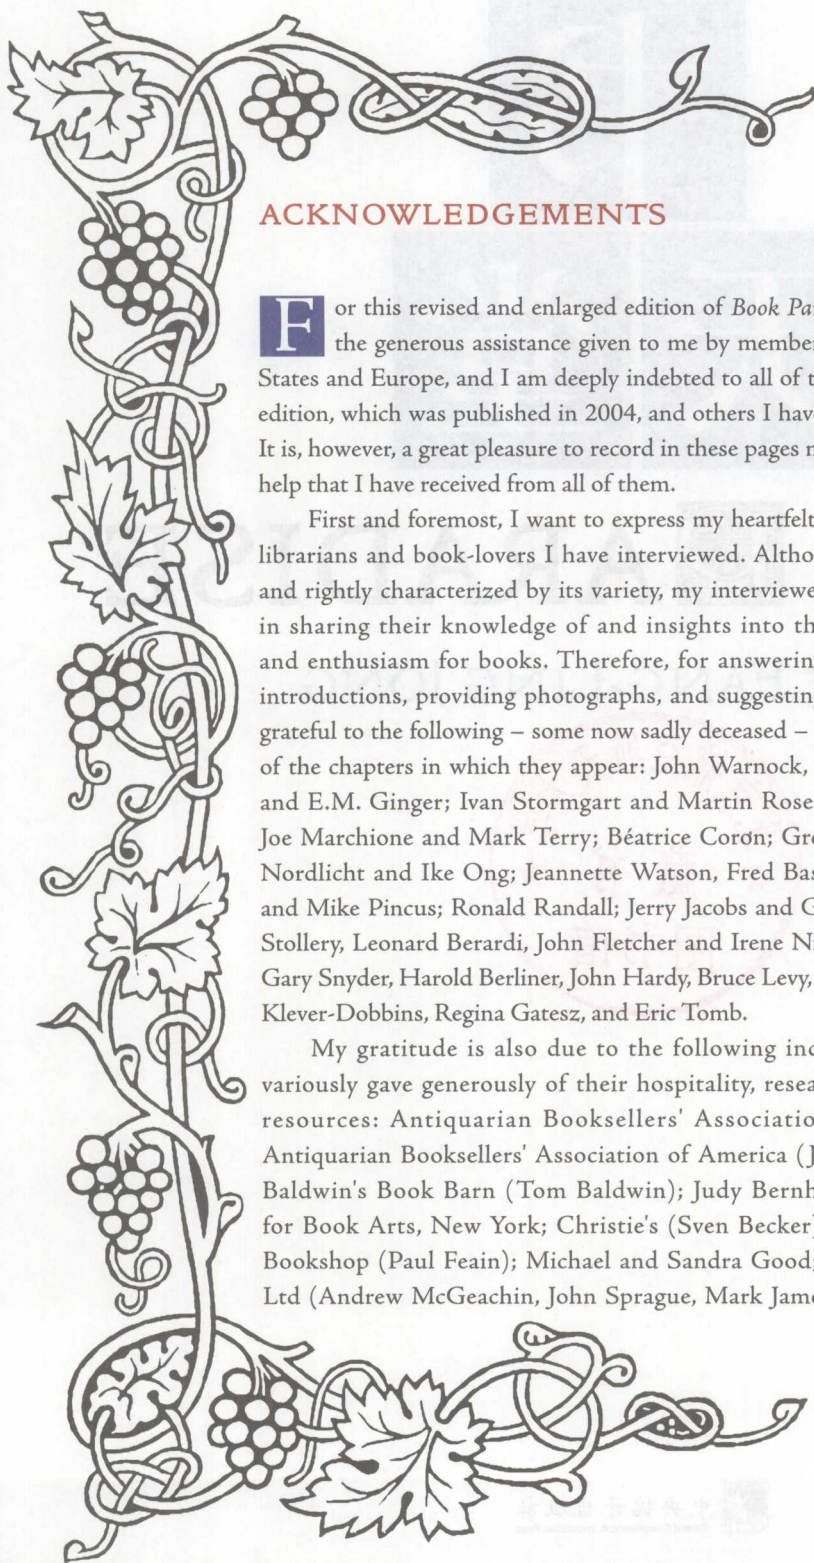 ACKNOWLEDGEMENTS
For this revised and enlarged edition of Book Pa
the generous assistance given to me by member
States and Europe, and I am deeply indebted to all of t
edition, which was published in 2004, and others I hav
It is, however, a great pleasure to record in these pages
help that I have received from all of them.
First and foremost, I want to express my heartfelt
librarians and book-lovers I have interviewed. Altho
and rightly characterized by its variety, my interviewe
in sharing their knowledge of and insights into th
and enthusiasm for books. Therefore, for answerin
introductions, providing photographs, and suggestin
grateful to the following – some now sadly deceased –
of the chapters in which they appear: John Warnock,
and E.M. Ginger; Ivan Stormgart and Martin Rose
Joe Marchione and Mark Terry; Béatrice Coron; Gre
Nordlicht and Ike Ong; Jeannette Watson, Fred Bas
and Mike Pincus; Ronald Randall; Jerry Jacobs and G
Stollery, Leonard Berardi, John Fletcher and Irene N
Gary Snyder, Harold Berliner, John Hardy, Bruce Levy,
Klever-Dobbins, Regina Gatesz, and Eric Tomb.
My gratitude is also due to the following inc
variously gave generously of their hospitality, resea
resources: Antiquarian Booksellers' Associatio
Antiquarian Booksellers' Association of America (J
Baldwin's Book Barn (Tom Baldwin); Judy Bernh
for Book Arts, New York; Christie's (Sven Becker)
Bookshop (Paul Feain); Michael and Sandra Good;
Ltd (Andrew McGeachin, John Sprague, Mark Jame